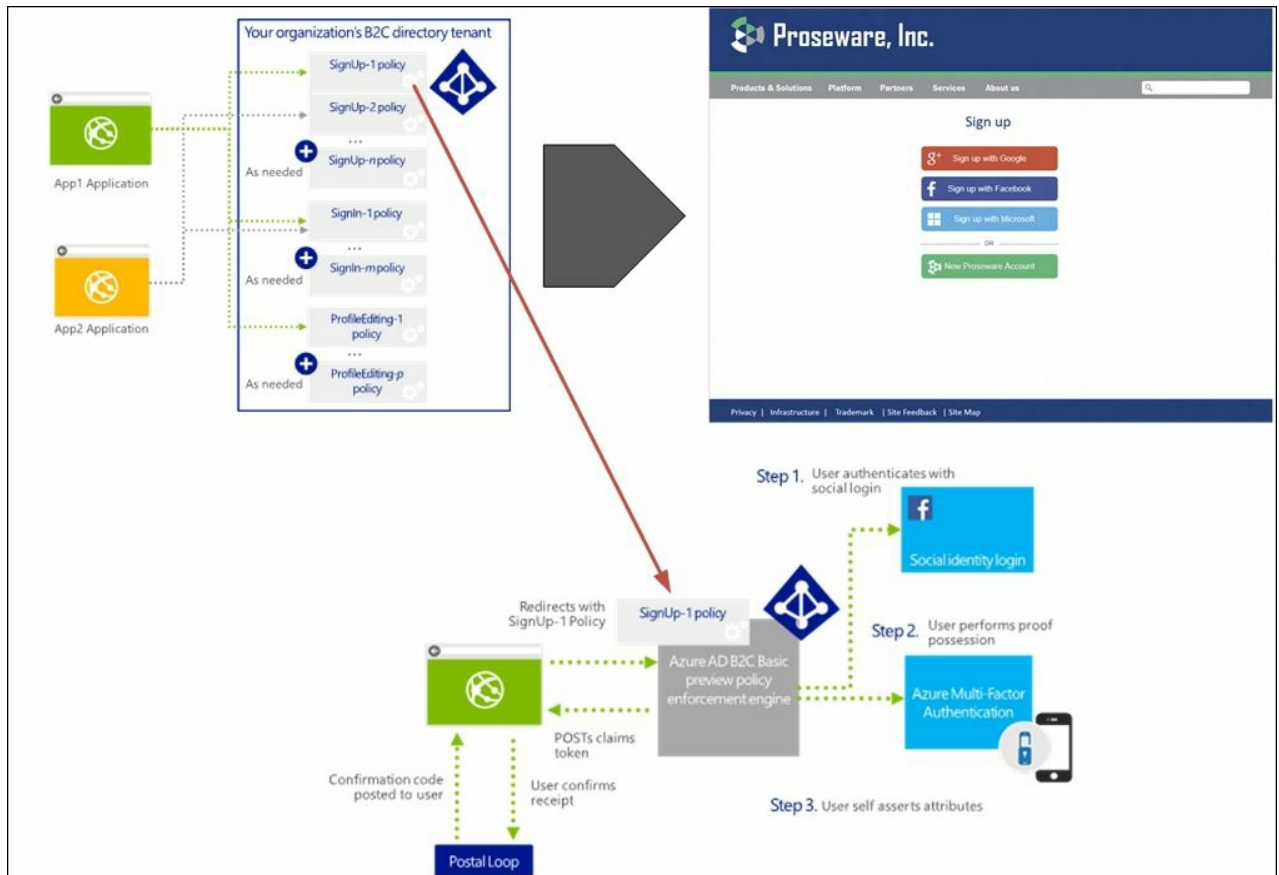 Your organization's B2C directory tenant
SignUp-1 policy
SignUp-2 policy
...
As needed
SignUp-n policy
SignIn-1 policy
...
As needed
SignIn-m policy
ProfileEditing-1
policy
...
As needed
ProfileEditing-p
policy
App1 Application
App2 Application
Proseware, Inc.
Products & Solutions Platform Partners Services About us
Sign up
g+ Sign up with Google
f Sign up with Facebook
Sign up with Microsoft
OR
New Proseware Account
Privacy | Infrastructure | Trademark | Site Feedback | Site Map
Step 1. User authenticates with
social login
f
Social identity login
Redirects with
SignUp-1 Policy
SignUp-1 policy
Azure AD B2C Basic
preview policy
enforcement engine
Step 2. User performs proof
possession
Azure Multi-Factor
Authentication
POSTs claims
token
Confirmation code
posted to user
User confirms
receipt
Step 3. User self asserts attributes
Postal Loop